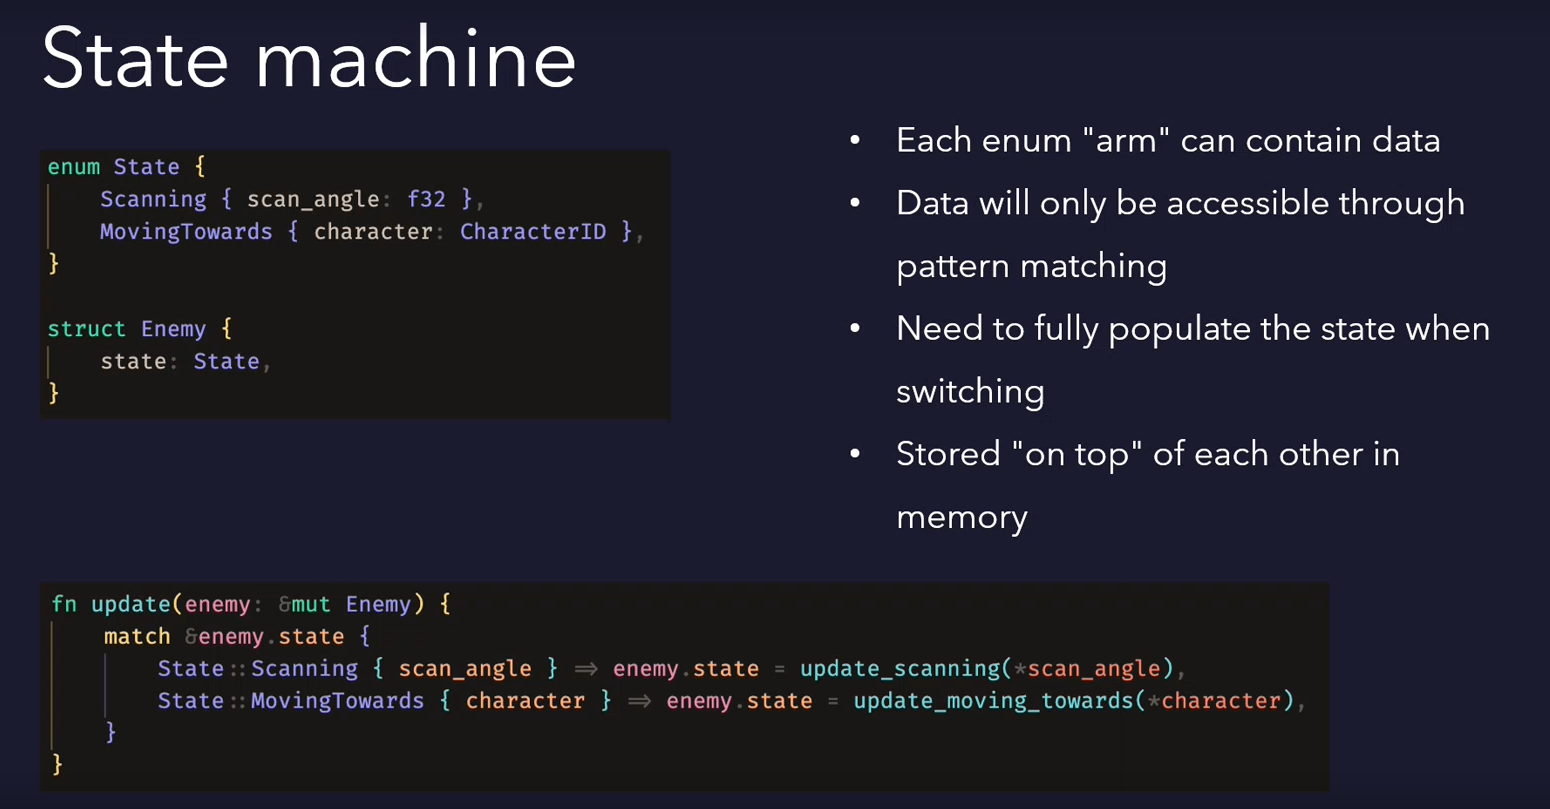 State machine
enum State {
    Scanning { scan_angle: f32 },
    MovingTowards { character: CharacterID },
}
struct Enemy {
    state: State,
}
• Each enum "arm" can contain data
• Data will only be accessible through
pattern matching
• Need to fully populate the state when
switching
• Stored "on top" of each other in
memory
fn update(enemy: &mut Enemy) {
    match &enemy.state {
        State::Scanning { scan_angle } => enemy.state = update_scanning(*scan_angle),
        State::MovingTowards { character } => enemy.state = update_moving_towards(*character),
    }
}